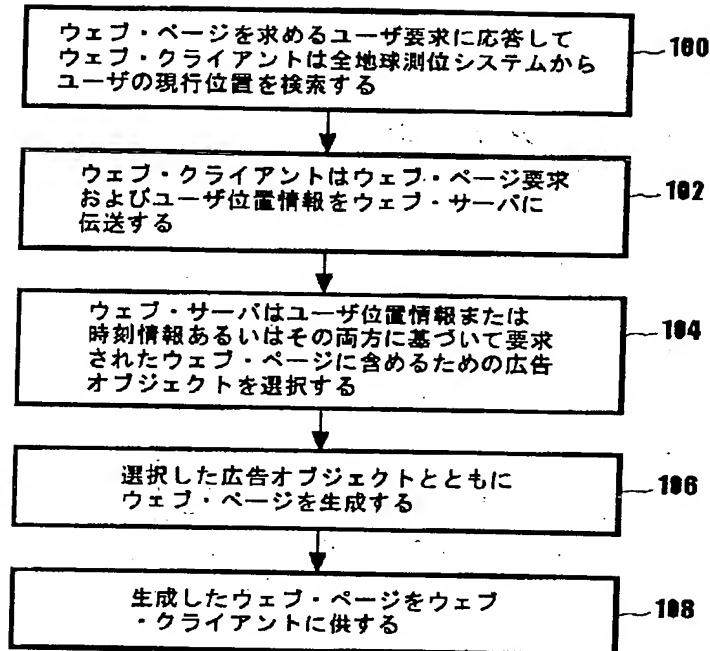 ウェブ・ページを求めるユーザ要求に応答して
ウェブ・クライアントは全地球測位システムから
ユーザの現行位置を検索する
100
ウェブ・クライアントはウェブ・ページ要求
およびユーザ位置情報をウェブ・サーバに
伝送する
102
ウェブ・サーバはユーザ位置情報または
時刻情報あるいはその両方に基づいて要求
されたウェブ・ページに含めるための広告
オブジェクトを選択する
104
選択した広告オブジェクトとともに
ウェブ・ページを生成する
106
生成したウェブ・ページをウェブ
・クライアントに供する
108